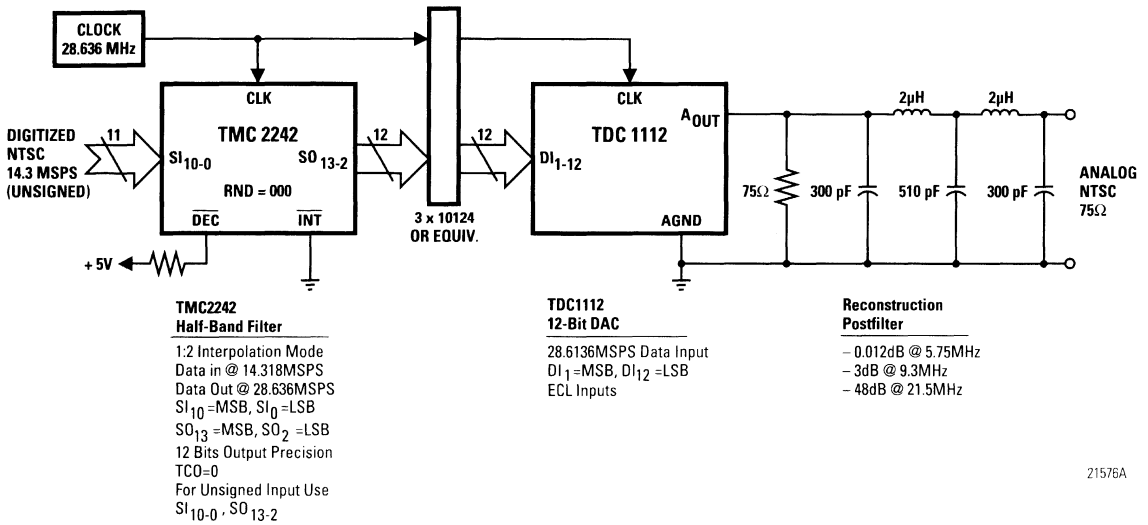 CLOCK
28.636 MHz
DIGITIZED
NTSC
14.3 MSPS
(UNSIGNED)
11
CLK
TMC 2242
SI10-0
SO 13-2
RND = 000
DEC
INT
+ 5V
12
12
3 x 10124
OR EQUIV.
CLK
AOUT
TDC 1112
DI1-12
AGND
75Ω
300 pF
2µH
510 pF
2µH
300 pF
ANALOG
NTSC
75Ω
TMC2242
Half-Band Filter
1:2 Interpolation Mode
Data in @ 14.318MSPS
Data Out @ 28.636MSPS
SI10 =MSB, SI0 =LSB
SO13 =MSB, SO2 =LSB
12 Bits Output Precision
TCO=0
For Unsigned Input Use
SI10-0 , SO 13-2
TDC1112
12-Bit DAC
28.6136MSPS Data Input
DI1 =MSB, DI12 =LSB
ECL Inputs
Reconstruction
Postfilter
– 0.012dB @ 5.75MHz
– 3dB @ 9.3MHz
– 48dB @ 21.5MHz
21576A